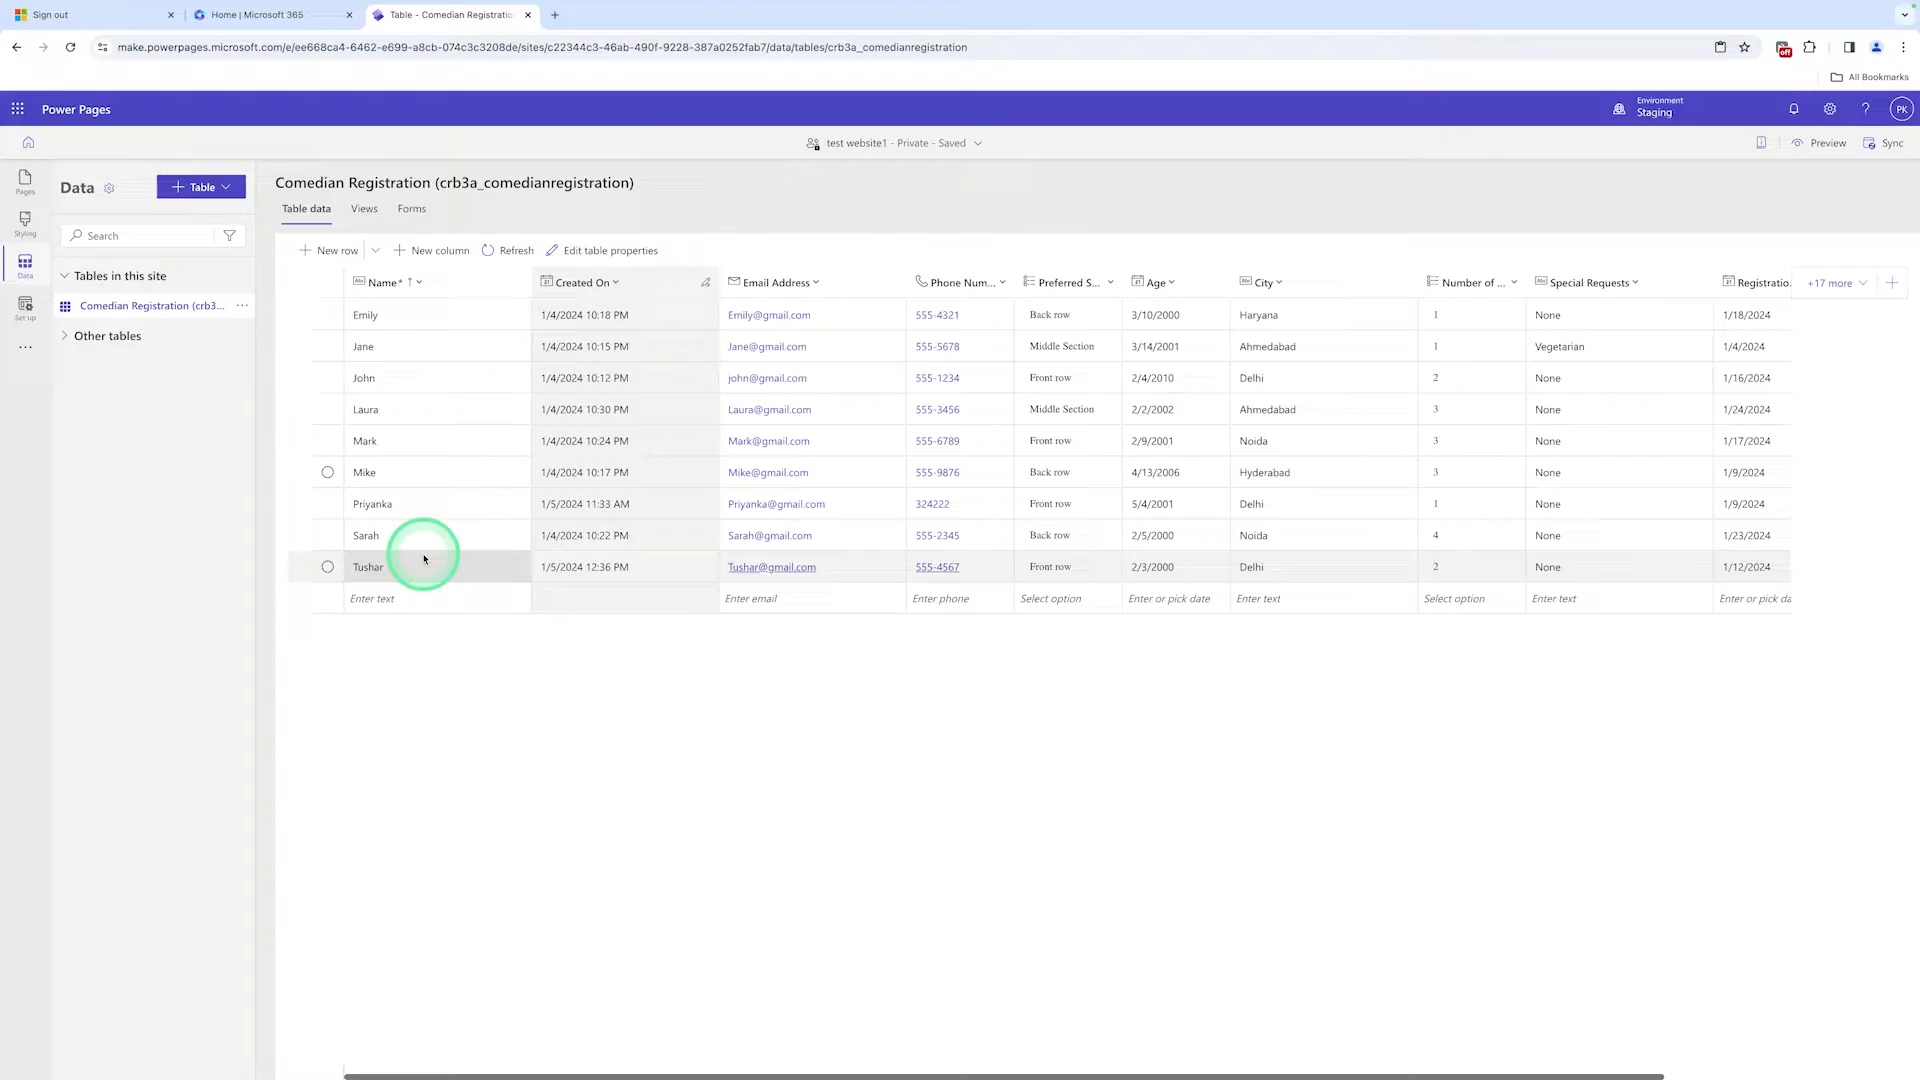 Sign out
Home | Microsoft 365
Table - Comedian Registratio
make.powerpages.microsoft.com/e/ee668ca4-6462-e699-a8cb-074c3c3208de/sites/c22344c3-46ab-490f-9228-387a0252fab7/data/tables/crb3a_comedianregistration
off
All Bookmarks
Power Pages
Environment
Staging
PK
test website1 - Private - Saved
Preview
Sync
Pages
Styling
Data
Set up
Data
Table
Search
Tables in this site
Comedian Registration (crb3...
Other tables
Comedian Registration (crb3a_comedianregistration)
Table data Views Forms
New row New column Refresh Edit table properties
Name * Created On Email Address Phone Num... Preferred S... Age City Number of ... Special Requests Registratio. +17 more
Emily 1/4/2024 10:18 PM Emily@gmail.com 555-4321 Back row 3/10/2000 Haryana 1 None 1/18/2024
Jane 1/4/2024 10:15 PM Jane@gmail.com 555-5678 Middle Section 3/14/2001 Ahmedabad 1 Vegetarian 1/4/2024
John 1/4/2024 10:12 PM john@gmail.com 555-1234 Front row 2/4/2010 Delhi 2 None 1/16/2024
Laura 1/4/2024 10:30 PM Laura@gmail.com 555-3456 Middle Section 2/2/2002 Ahmedabad 3 None 1/24/2024
Mark 1/4/2024 10:24 PM Mark@gmail.com 555-6789 Front row 2/9/2001 Noida 3 None 1/17/2024
Mike 1/4/2024 10:17 PM Mike@gmail.com 555-9876 Back row 4/13/2006 Hyderabad 3 None 1/9/2024
Priyanka 1/5/2024 11:33 AM Priyanka@gmail.com 324222 Front row 5/4/2001 Delhi 1 None 1/9/2024
Sarah 1/4/2024 10:22 PM Sarah@gmail.com 555-2345 Back row 2/5/2000 Noida 4 None 1/23/2024
Tushar 1/5/2024 12:36 PM Tushar@gmail.com 555-4567 Front row 2/3/2000 Delhi 2 None 1/12/2024
Enter text Enter email Enter phone Select option Enter or pick date Enter text Select option Enter text Enter or pick da